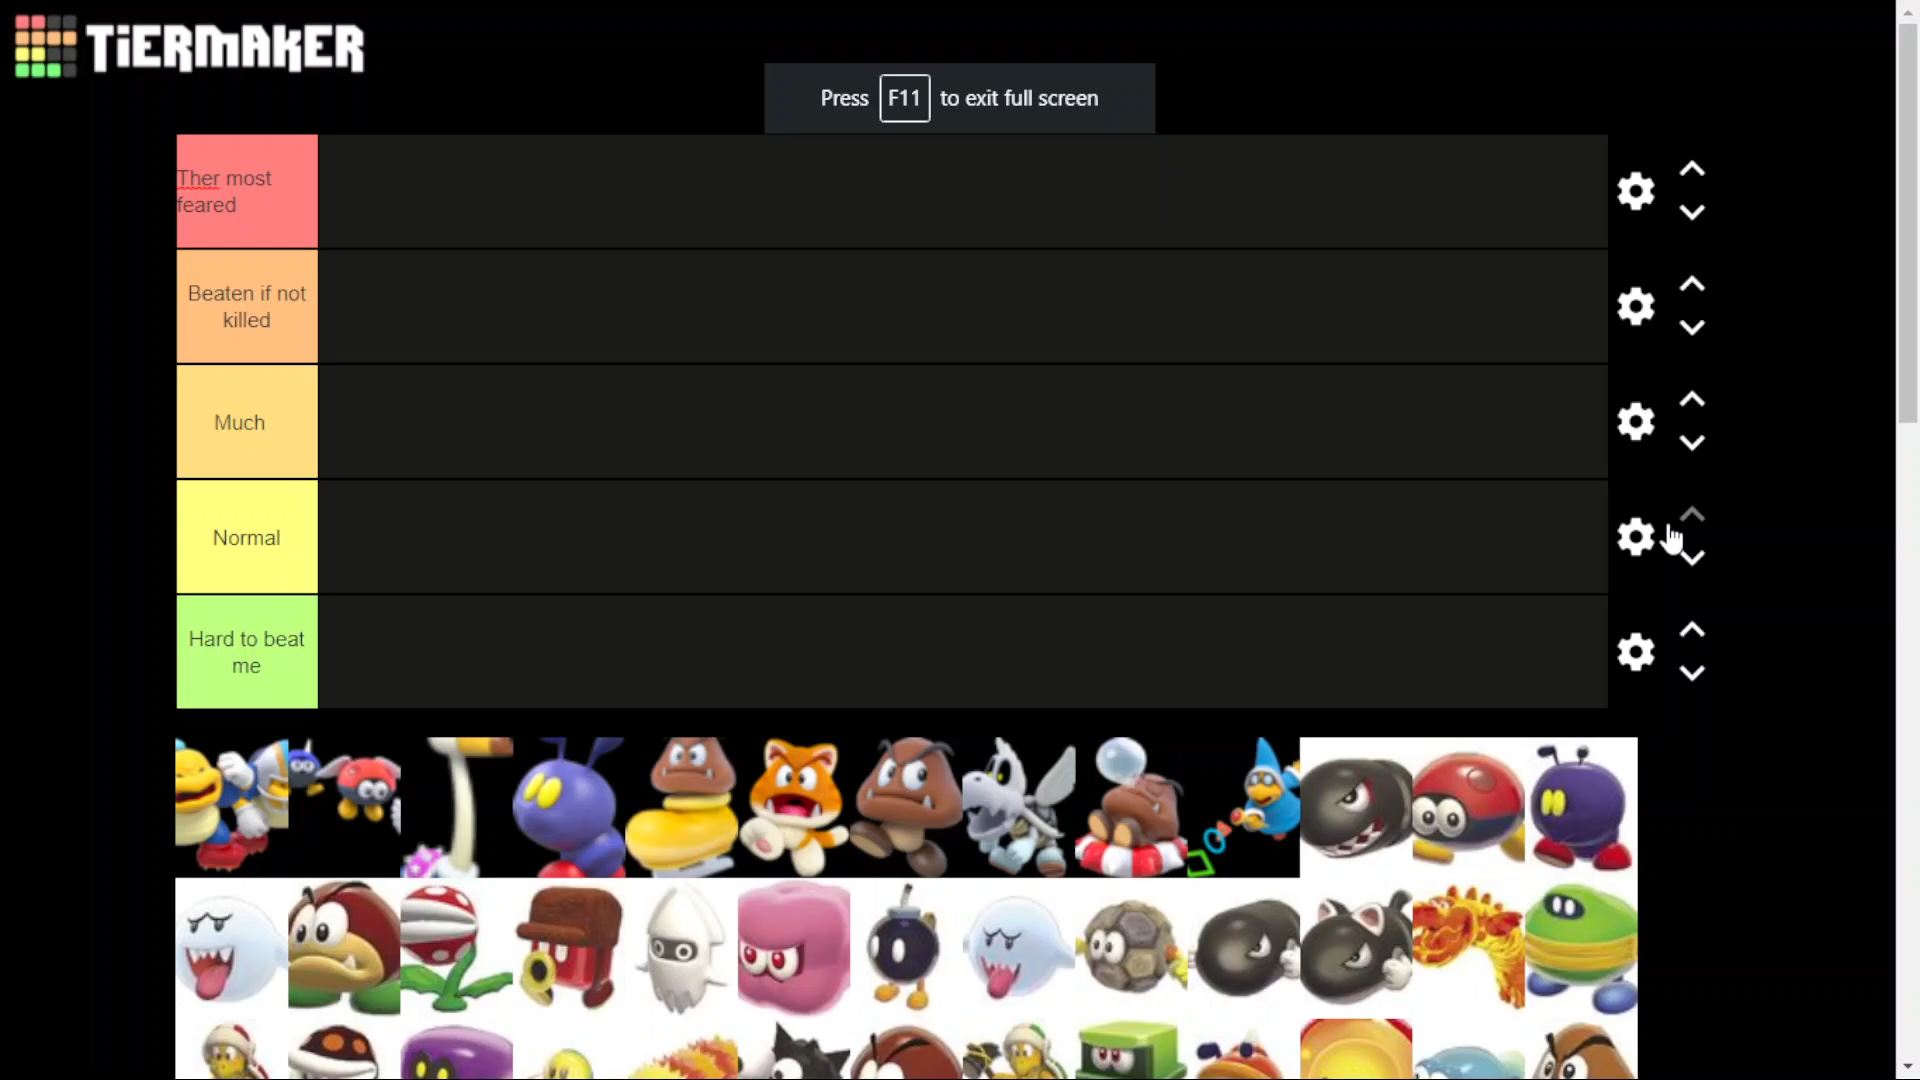 TiERMAKER
Press F11 to exit full screen
Ther most
feared
Beaten if not
killed
Much
Normal
Hard to beat
me